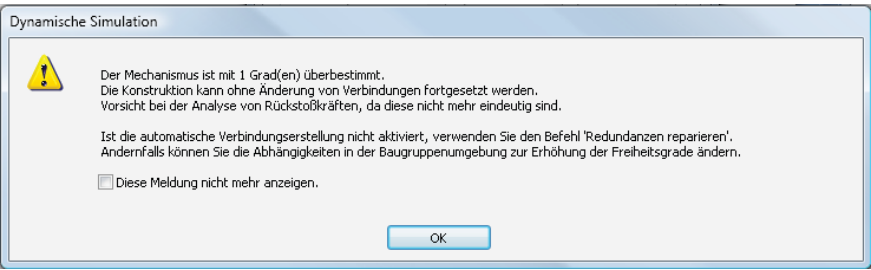 Dynamische Simulation
Der Mechanismus ist mit 1 Grad(en) überbestimmt.
Die Konstruktion kann ohne Änderung von Verbindungen fortgesetzt werden.
Vorsicht bei der Analyse von Rückstoßkräften, da diese nicht mehr eindeutig sind.
Ist die automatische Verbindungserstellung nicht aktiviert, verwenden Sie den Befehl 'Redundanzen reparieren'.
Andernfalls können Sie die Abhängigkeiten in der Baugruppenumgebung zur Erhöhung der Freiheitsgrade ändern.
Diese Meldung nicht mehr anzeigen.
OK